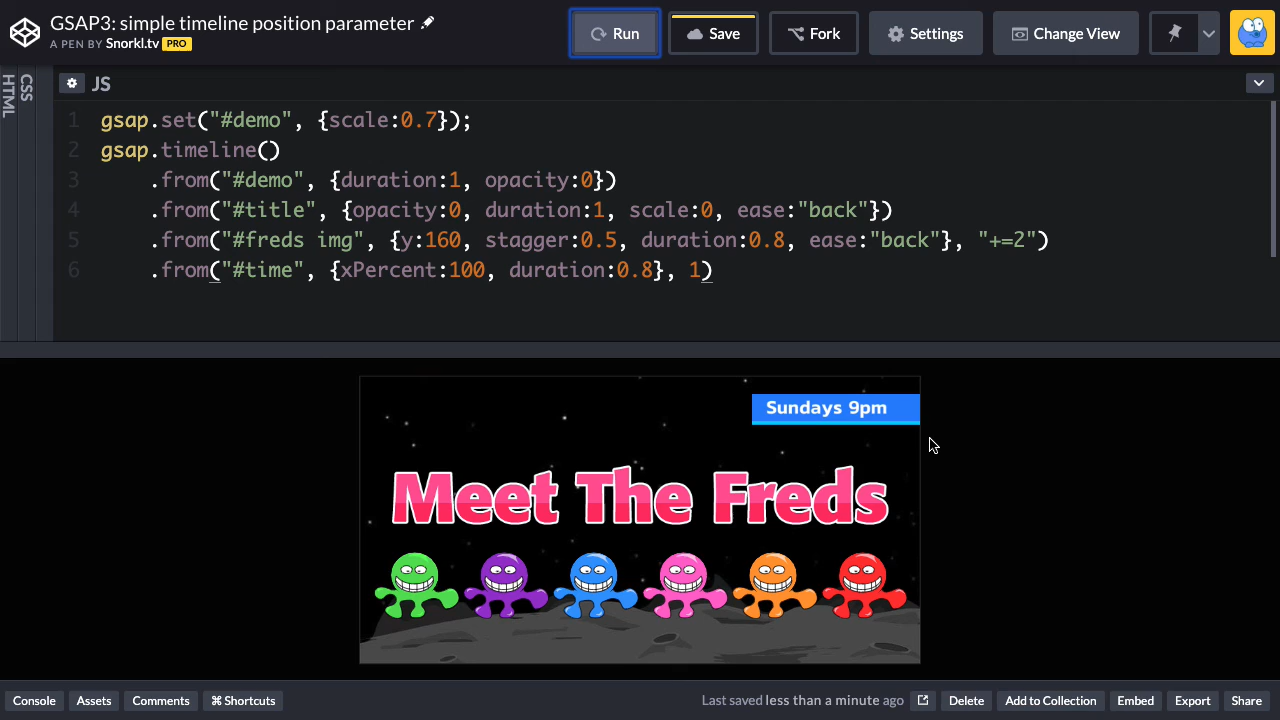 GSAP3: simple timeline position parameter
A PEN BY Snorkl.tv PRO
Run
Save
Fork
Settings
Change View
HTML
CSS
JS
1 gsap.set("#demo", {scale:0.7});
2 gsap.timeline()
3 .from("#demo", {duration:1, opacity:0})
4 .from("#title", {opacity:0, duration:1, scale:0, ease:"back"})
5 .from("#freds img", {y:160, stagger:0.5, duration:0.8, ease:"back"}, "+=2")
6 .from("#time", {xPercent:100, duration:0.8}, 1)
Sundays 9pm
Meet The Freds
Console
Assets
Comments
⌘ Shortcuts
Last saved less than a minute ago
Delete
Add to Collection
Embed
Export
Share